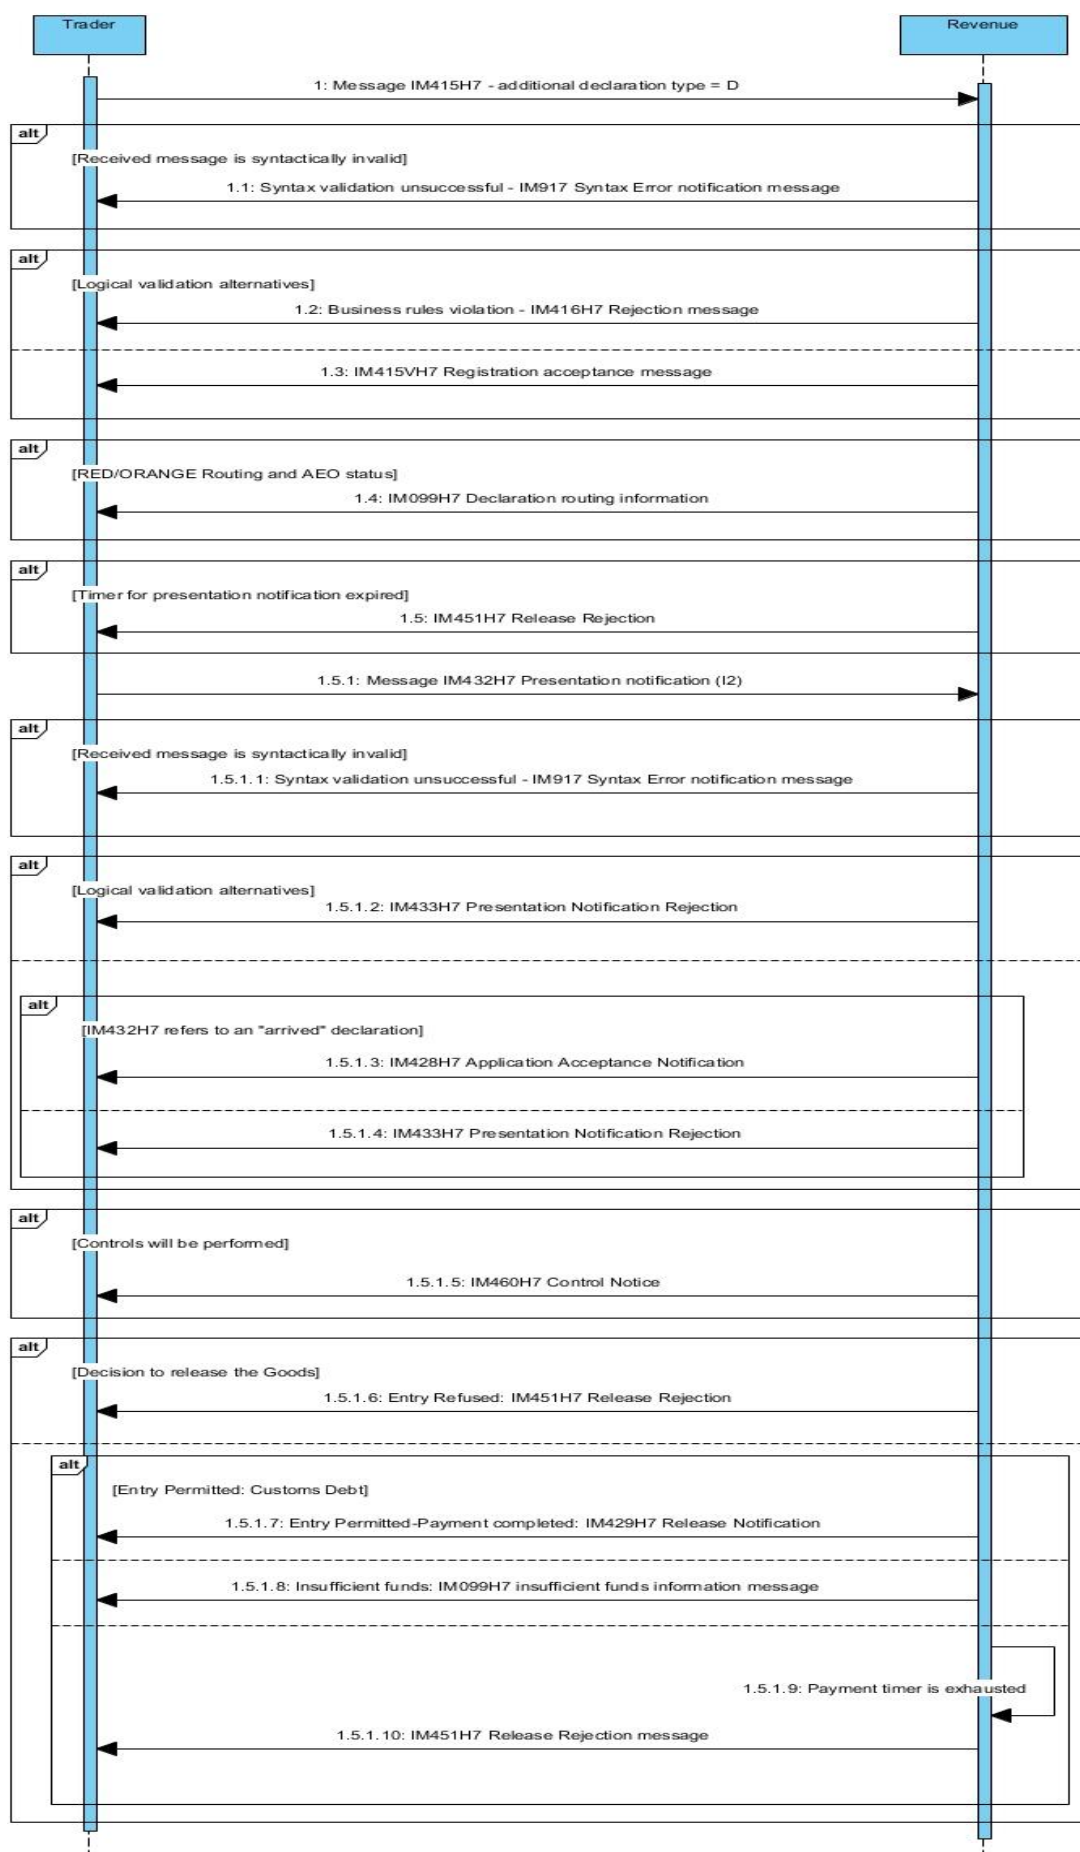 Trader
Revenue
1: Message IM415H7 - additional declaration type = D
alt
[Received message is syntactically invalid]
1.1: Syntax validation unsuccessful - IM917 Syntax Error notification message
alt
[Logical validation alternatives]
1.2: Business rules violation - IM416H7 Rejection message
1.3: IM415VH7 Registration acceptance message
alt
[RED/ORANGE Routing and AEO status]
1.4: IM099H7 Declaration routing information
alt
[Timer for presentation notification expired]
1.5: IM451H7 Release Rejection
1.5.1: Message IM432H7 Presentation notification (I2)
alt
[Received message is syntactically invalid]
1.5.1.1: Syntax validation unsuccessful - IM917 Syntax Error notification message
alt
[Logical validation alternatives]
1.5.1.2: IM433H7 Presentation Notification Rejection
alt
[IM432H7 refers to an "arrived" declaration]
1.5.1.3: IM428H7 Application Acceptance Notification
1.5.1.4: IM433H7 Presentation Notification Rejection
alt
[Controls will be performed]
1.5.1.5: IM460H7 Control Notice
alt
[Decision to release the Goods]
1.5.1.6: Entry Refused: IM451H7 Release Rejection
alt
[Entry Permitted: Customs Debt]
1.5.1.7: Entry Permitted-Payment completed: IM429H7 Release Notification
1.5.1.8: Insufficient funds: IM099H7 insufficient funds information message
1.5.1.9: Payment timer is exhausted
1.5.1.10: IM451H7 Release Rejection message